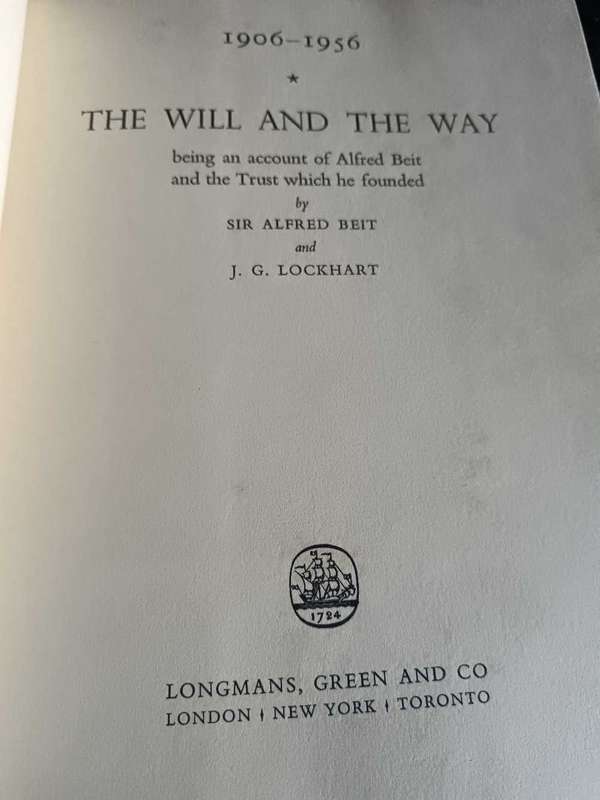 1906–1956
★
THE WILL AND THE WAY
being an account of Alfred Beit
and the Trust which he founded
by
SIR ALFRED BEIT
and
J. G. LOCKHART
1724
LONGMANS, GREEN AND CO
LONDON ♦ NEW YORK ♦ TORONTO